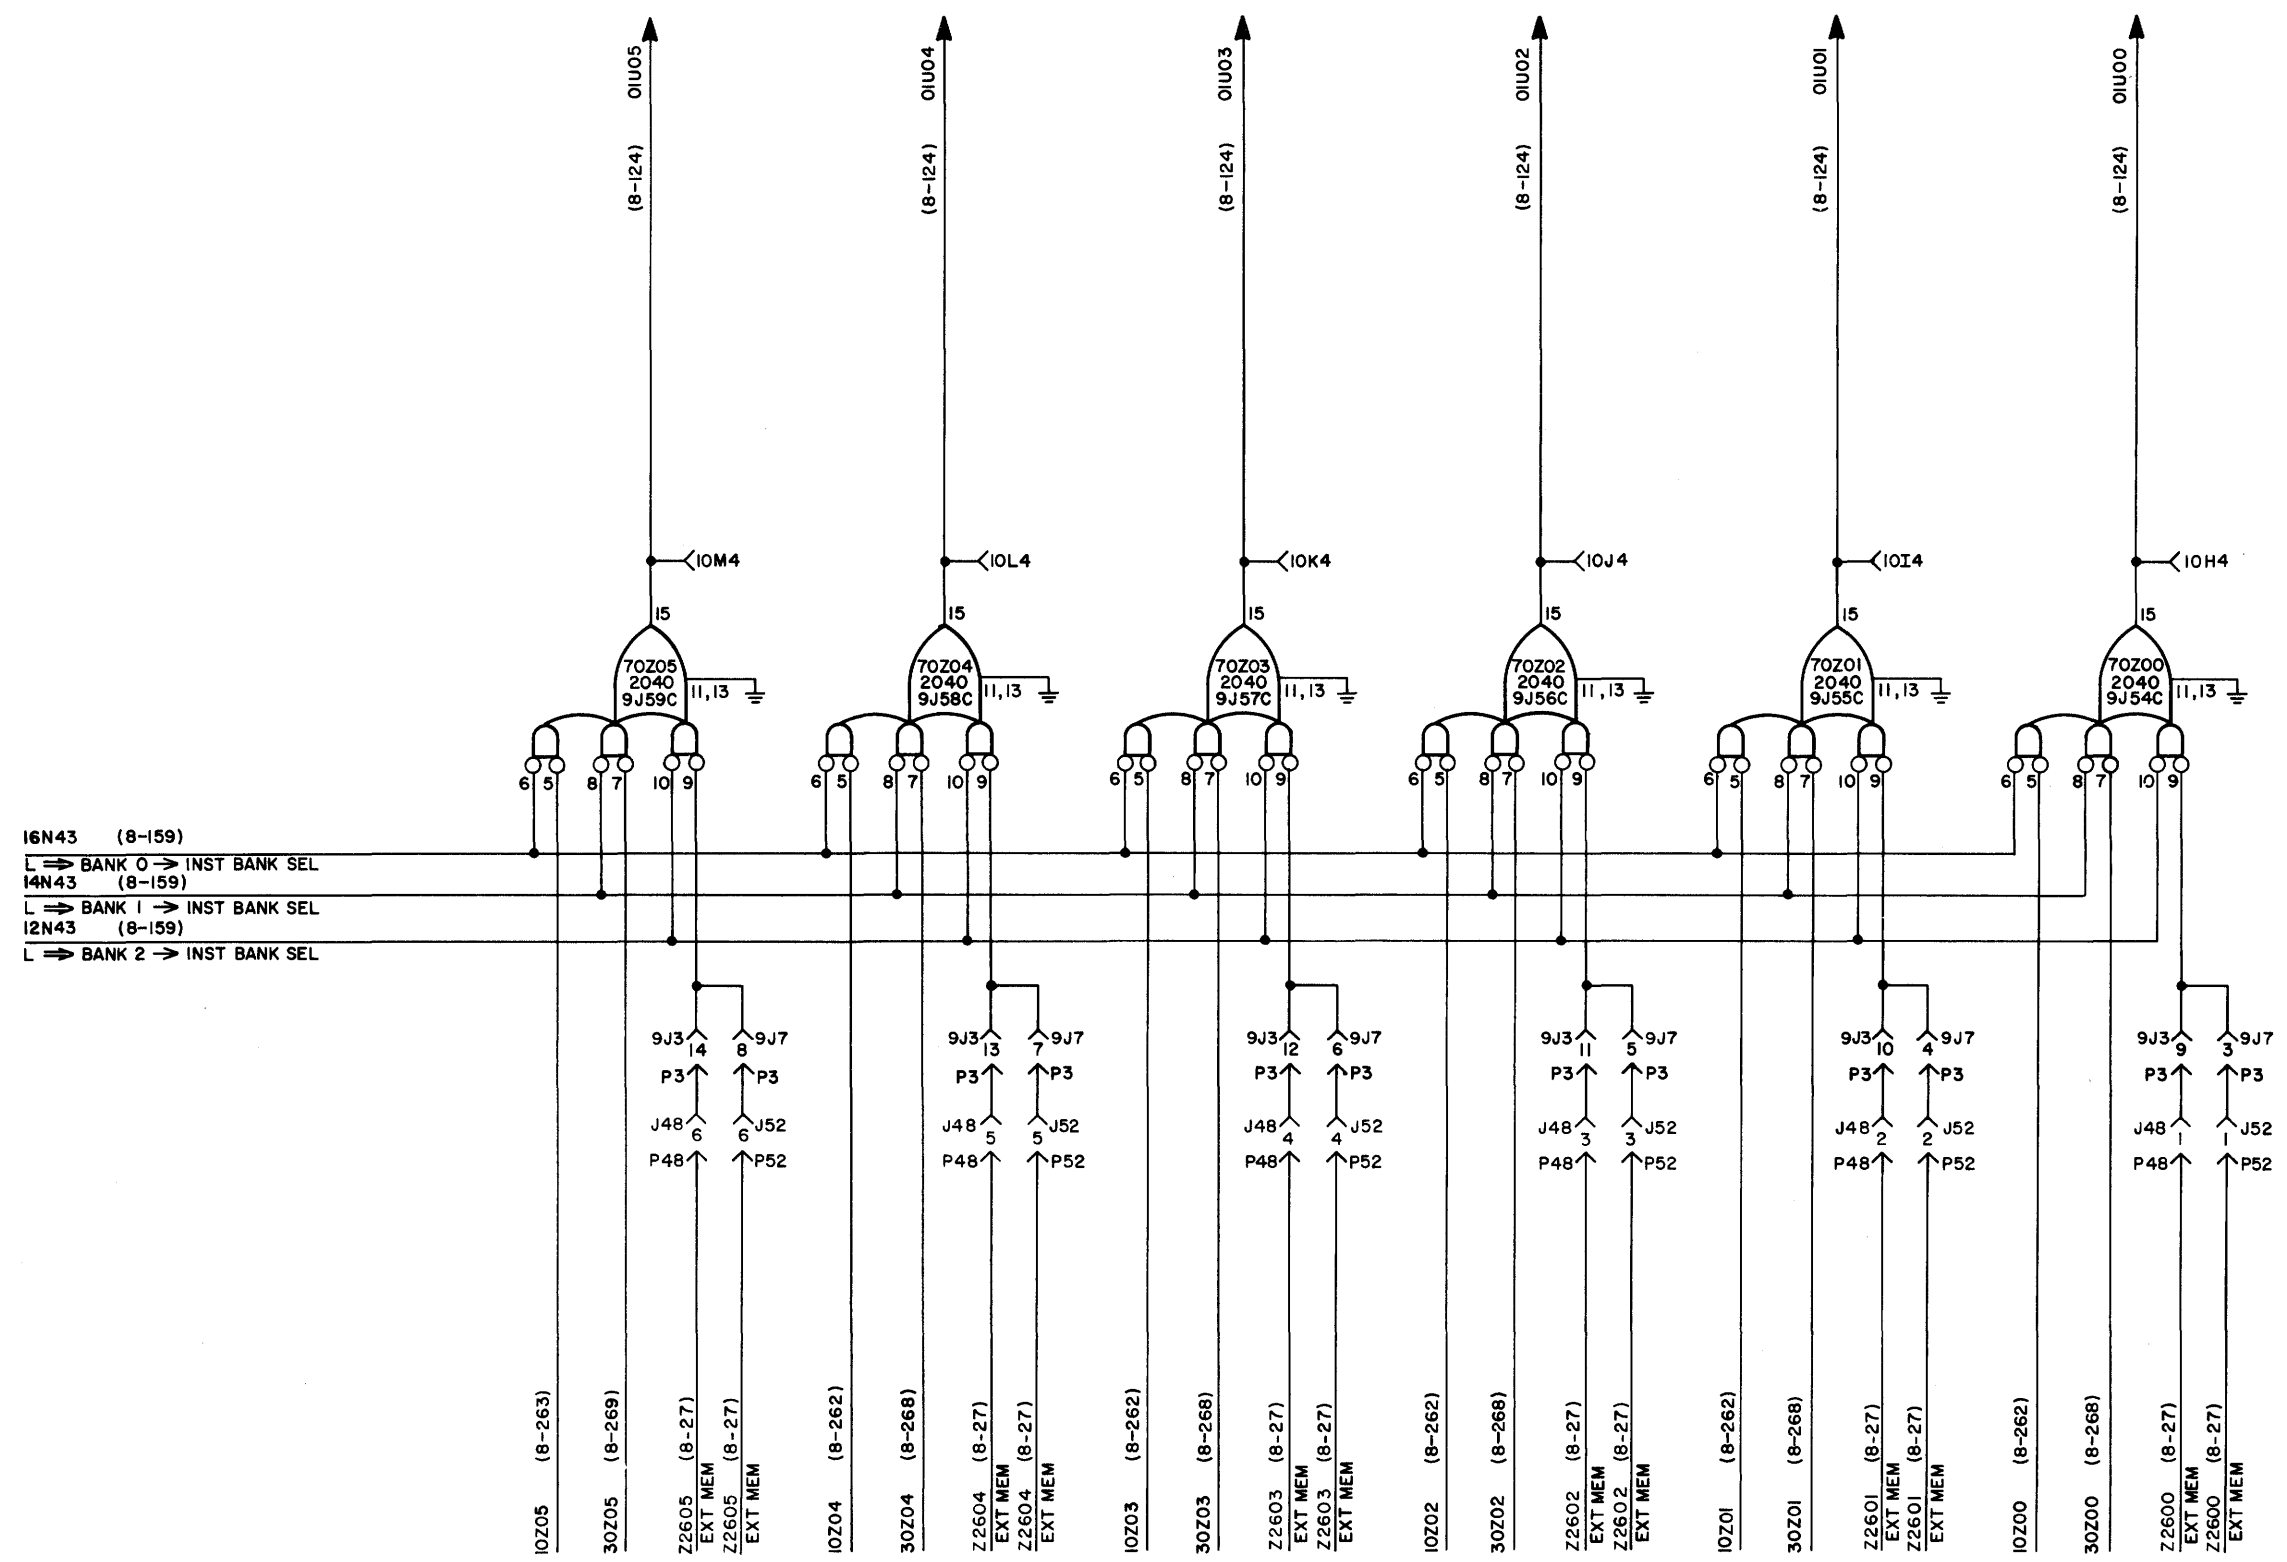 01U05
01U04
01U03
01U02
01U01
01U00
(8-124)
(8-124)
(8-124)
(8-124)
(8-124)
(8-124)
10M4
10L4
10K4
10J4
10I4
10H4
15
15
15
15
15
15
70Z05
2040
9J59C
11,13
70Z04
2040
9J58C
11,13
70Z03
2040
9J57C
11,13
70Z02
2040
9J56C
11,13
70Z01
2040
9J55C
11,13
70Z00
2040
9J54C
11,13
6 5 8 7 10 9
6 5 8 7 10 9
6 5 8 7 10 9
6 5 8 7 10 9
6 5 8 7 10 9
6 5 8 7 10 9
16N43 (8-159)
L ⇒ BANK 0 → INST BANK SEL
14N43 (8-159)
L ⇒ BANK 1 → INST BANK SEL
12N43 (8-159)
L ⇒ BANK 2 → INST BANK SEL
9J3 14 8 9J7
P3 P3
J48 6 6 J52
P48 P52
9J3 13 7 9J7
P3 P3
J48 5 5 J52
P48 P52
9J3 12 6 9J7
P3 P3
J48 4 4 J52
P48 P52
9J3 11 5 9J7
P3 P3
J48 3 3 J52
P48 P52
9J3 10 4 9J7
P3 P3
J48 2 2 J52
P48 P52
9J3 9 3 9J7
P3 P3
J48 1 1 J52
P48 P52
10Z05 (8-263)
30Z05 (8-269)
Z2605 (8-27)
EXT MEM
Z2605 (8-27)
EXT MEM
10Z04 (8-262)
30Z04 (8-268)
Z2604 (8-27)
EXT MEM
Z2604 (8-27)
EXT MEM
10Z03 (8-262)
30Z03 (8-268)
Z2603 (8-27)
EXT MEM
Z2603 (8-27)
EXT MEM
10Z02 (8-262)
30Z02 (8-268)
Z2602 (8-27)
EXT MEM
Z2602 (8-27)
EXT MEM
10Z01 (8-262)
30Z01 (8-268)
Z2601 (8-27)
EXT MEM
Z2601 (8-27)
EXT MEM
10Z00 (8-262)
30Z00 (8-268)
Z2600 (8-27)
EXT MEM
Z2600 (8-27)
EXT MEM